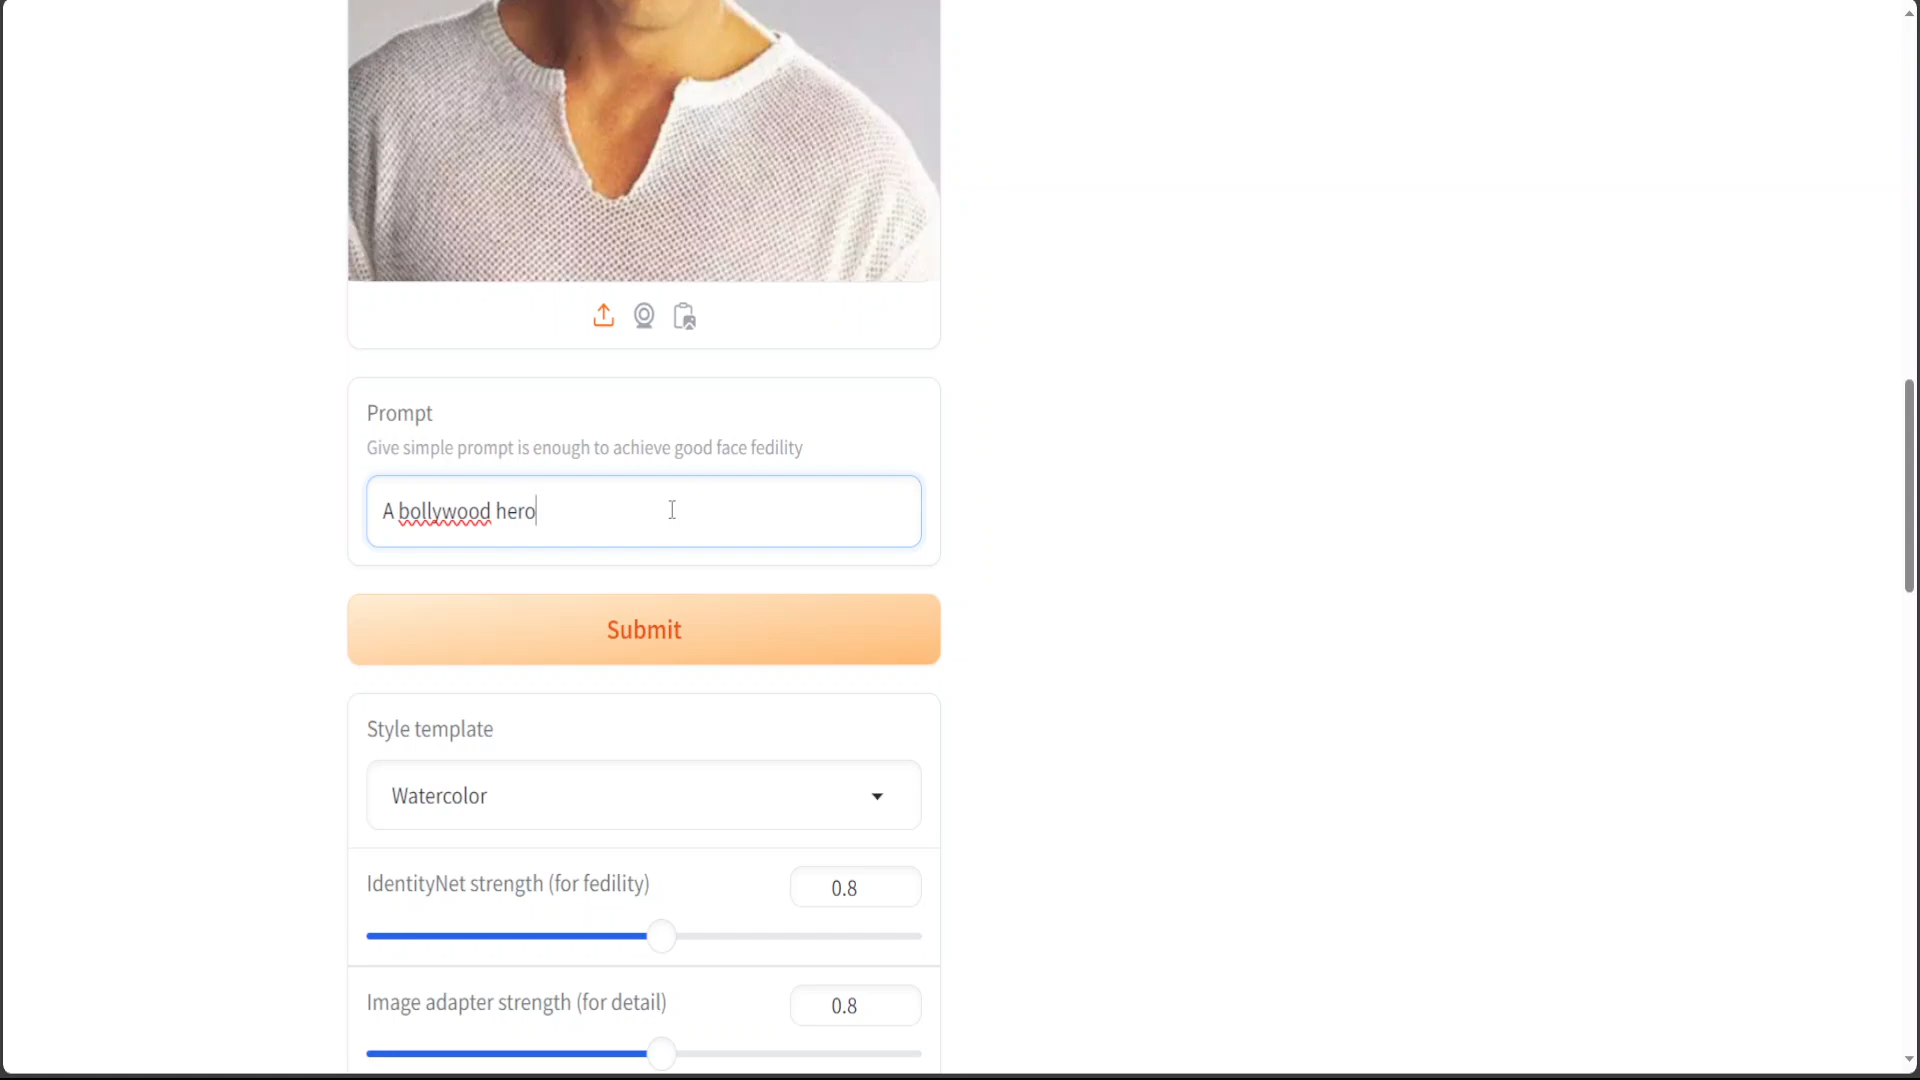 Prompt
Give simple prompt is enough to achieve good face fedility
A bollywood hero
Submit
Style template
Watercolor
IdentityNet strength (for fedility)
0.8
Image adapter strength (for detail)
0.8